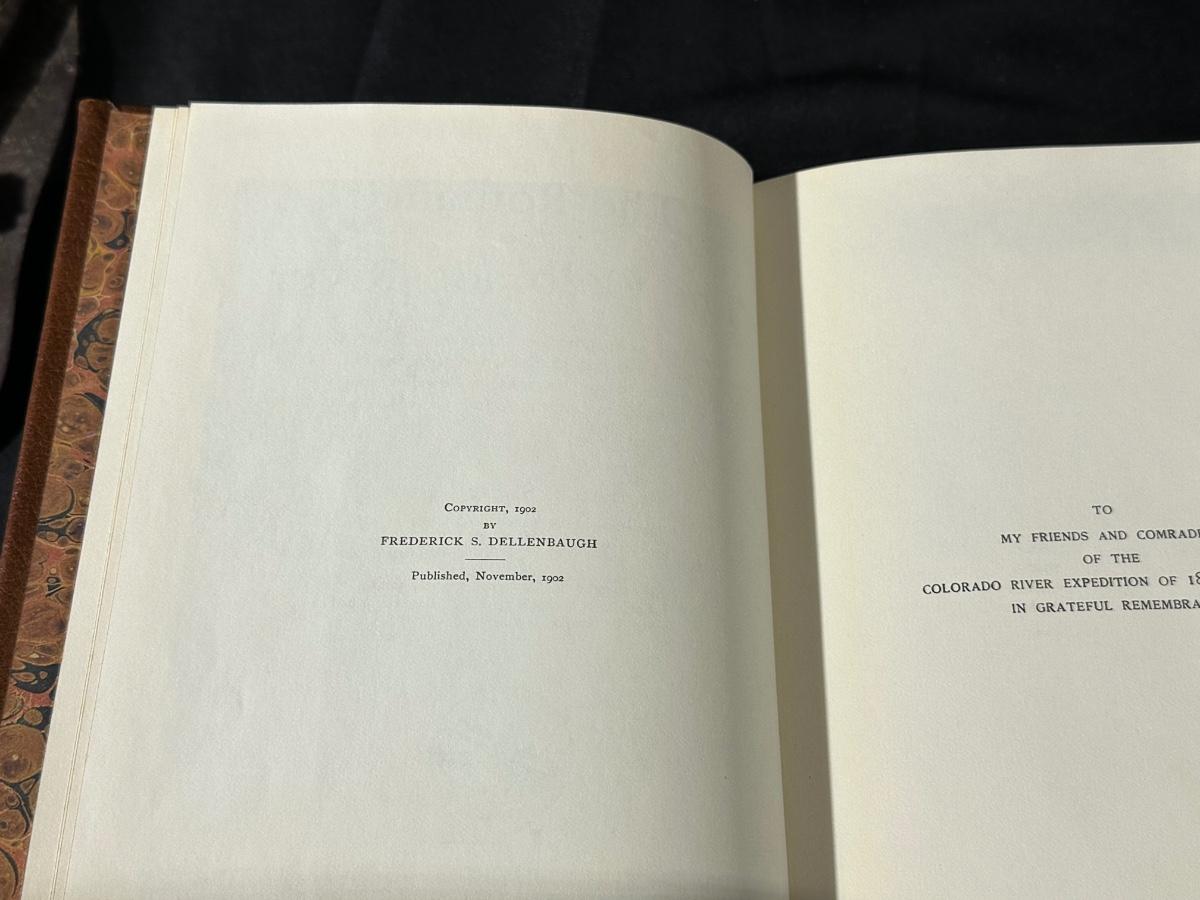 COPYRIGHT, 1902
BY
FREDERICK S. DELLENBAUGH
Published, November, 1902
TO
MY FRIENDS AND
OF THE
COLORADO RIVER EXPEDITION OF
IN GRATEFUL